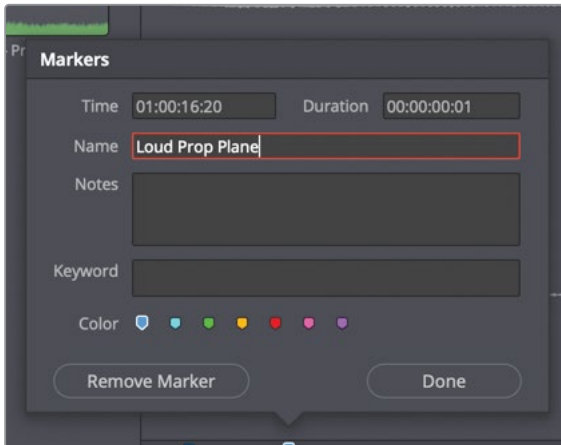 Pr
Markers
Time 01:00:16:20 Duration 00:00:00:01
Name Loud Prop Plane
Notes
Keyword
Color
Remove Marker Done